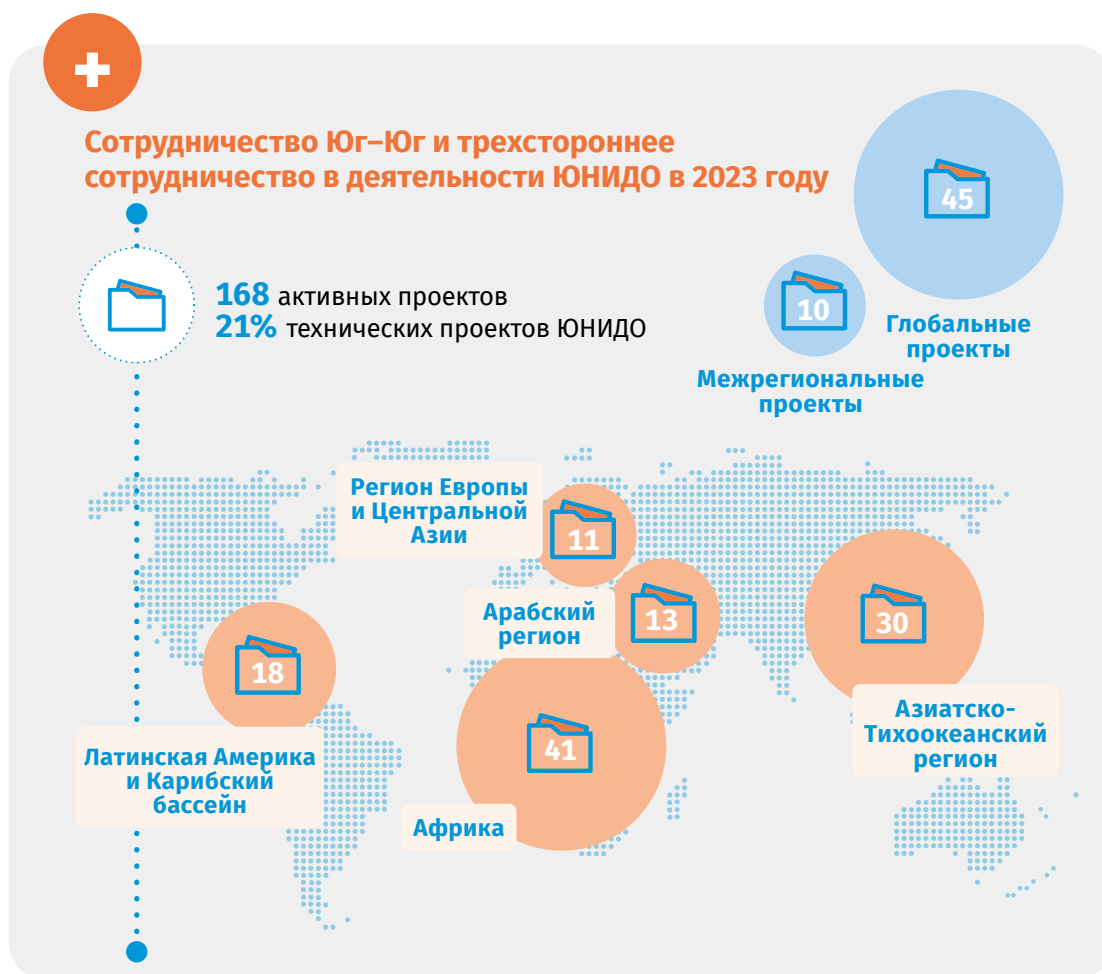 Сотрудничество Юг–Юг и трехстороннее
сотрудничество в деятельности ЮНИДО в 2023 году
168 активных проектов
21% технических проектов ЮНИДО
45
Глобальные
проекты
10
Межрегиональные
проекты
Регион Европы
и Центральной
Азии
11
Арабский
регион
13
30
Азиатско-
Тихоокеанский
регион
18
Латинская Америка
и Карибский
бассейн
41
Африка